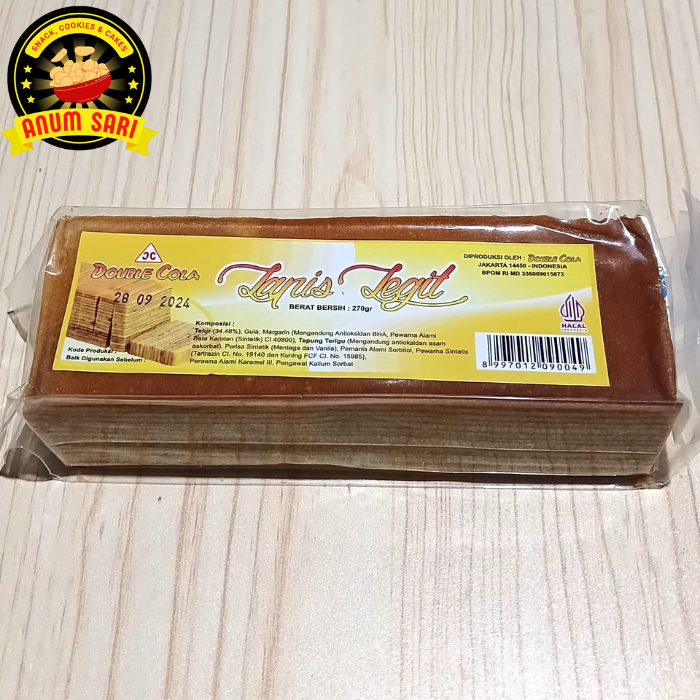 SNACK, COOKIES & CAKES
ANUM SARI
DC
DOUBLE COLA
28 09 2024
Kode Produksi :
Baik Digunakan Sebelum :
Lapis Legit
BERAT BERSIH : 270gr
Komposisi :
Telur (34.48%), Gula, Margarin (Mengandung Antioksidan BHA, Pewarna Alami
Beta Karoten (Sintetik) CI 40800), Tepung Terigu (Mengandung antioksidan asam
askorbat), Perisa Sintetik (Mentega dan Vanila), Pemanis Alami Sorbitol, Pewarna Sintetis
(Tartrazin CI. No. 19140 dan Kuning FCF CI. No. 15985),
Perawna Alami Karamel III, Pengawat Kalium Sorbat
DIPRODUKSI OLEH : DOUBLE COLA
JAKARTA 14450 - INDONESIA
BPOM RI MD 336609015672
HALAL
INDONESIA
8 997012 090049